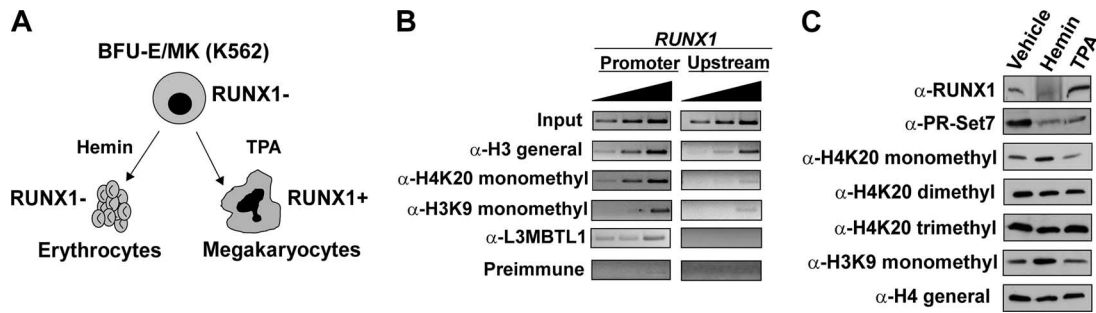 A
BFU-E/MK (K562)
RUNX1-
Hemin
TPA
RUNX1-
RUNX1+
Erythrocytes
Megakaryocytes
B
RUNX1
Promoter Upstream
Input
α-H3 general
α-H4K20 monomethyl
α-H3K9 monomethyl
α-L3MBTL1
Preimmune
C
Vehicle
Hemin
TPA
α-RUNX1
α-PR-Set7
α-H4K20 monomethyl
α-H4K20 dimethyl
α-H4K20 trimethyl
α-H3K9 monomethyl
α-H4 general